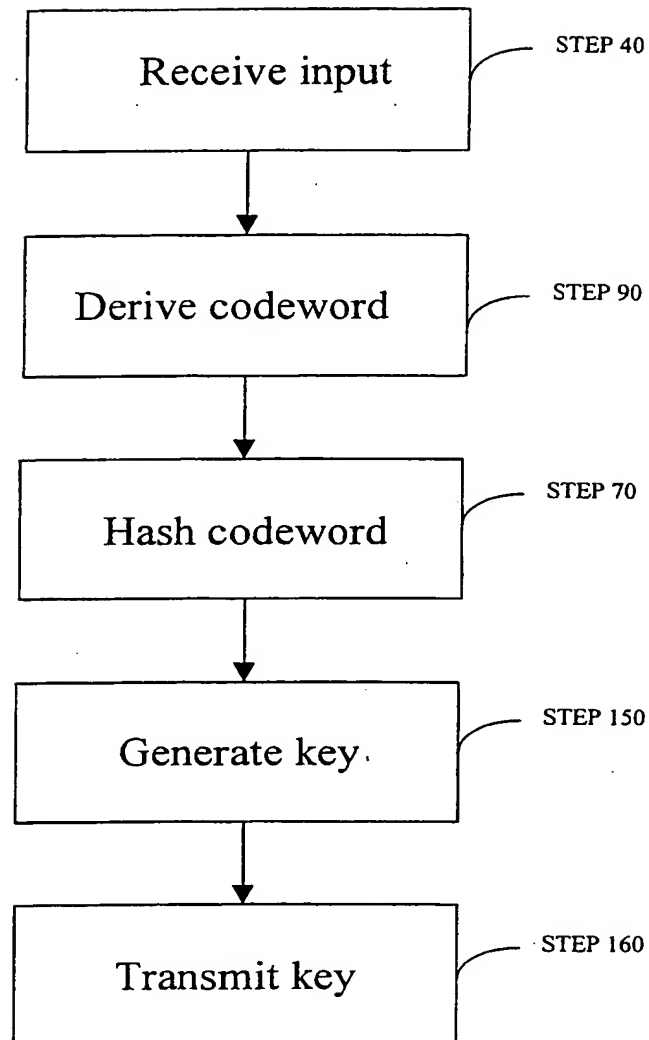 Receive input
STEP 40
Derive codeword
STEP 90
Hash codeword
STEP 70
Generate key
STEP 150
Transmit key
STEP 160